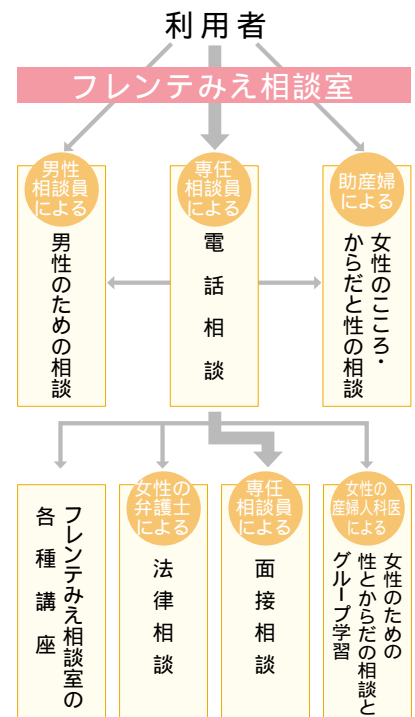 利用者
フレンテみえ相談室
男性
相談員
による
男性のための相談
専任
相談員
による
電話相談
助産婦
による
女性のこころ・
からだと性の相談
フレンテみえ相談室の
各種講座
女性の
弁護士
による
法律相談
専任
相談員
による
面接相談
女性の
産婦人科医
による
女性のための
性とからだの相談と
グループ学習